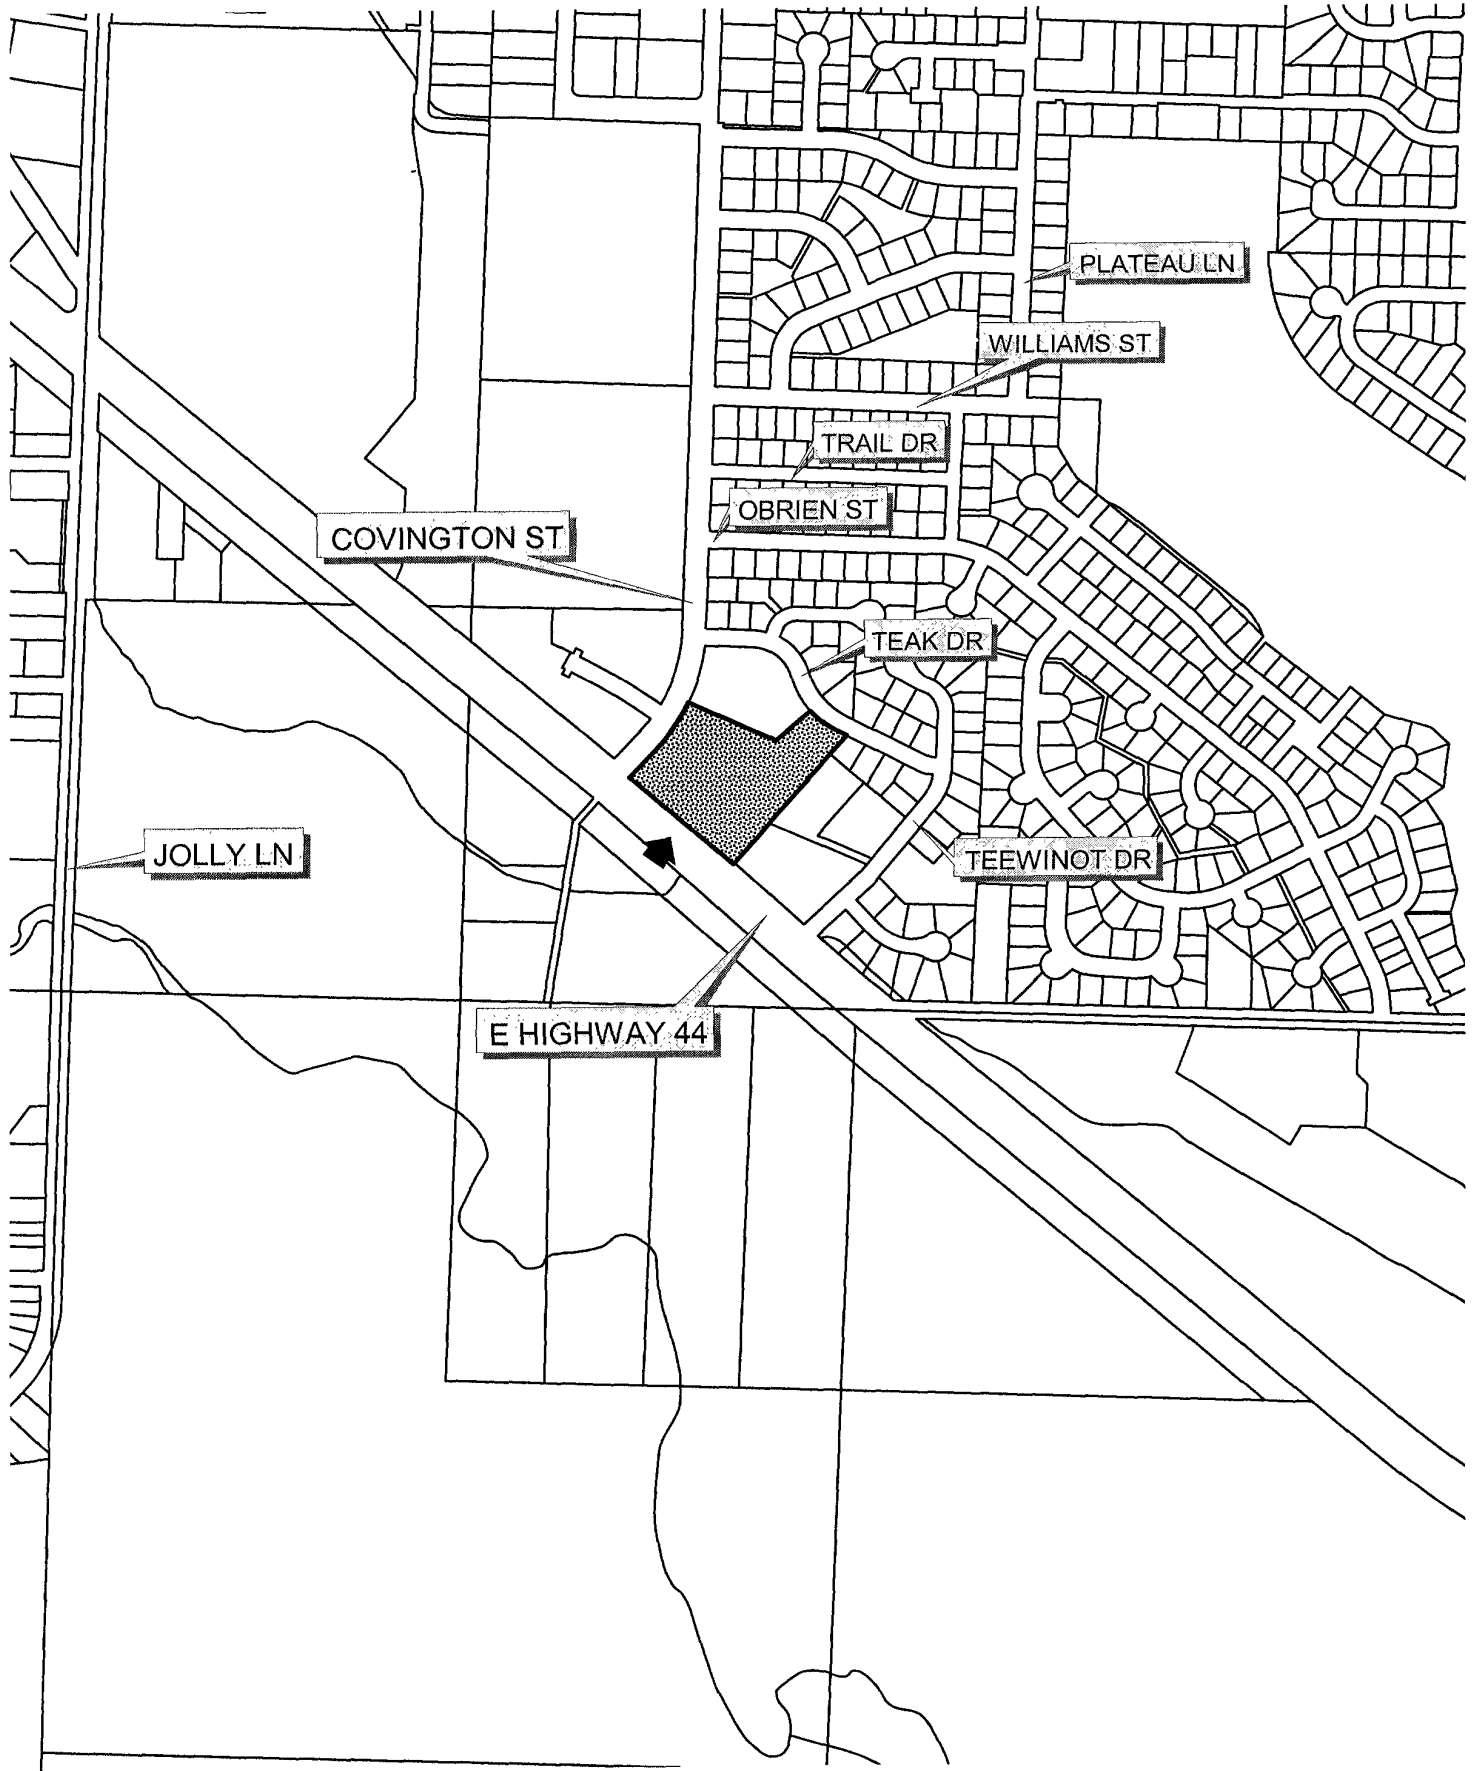 PLATEAU LN
WILLIAMS ST
TRAIL DR
OBRIEN ST
COVINGTON ST
TEAK DR
JOLLY LN
TEEWINOT DR
E HIGHWAY 44